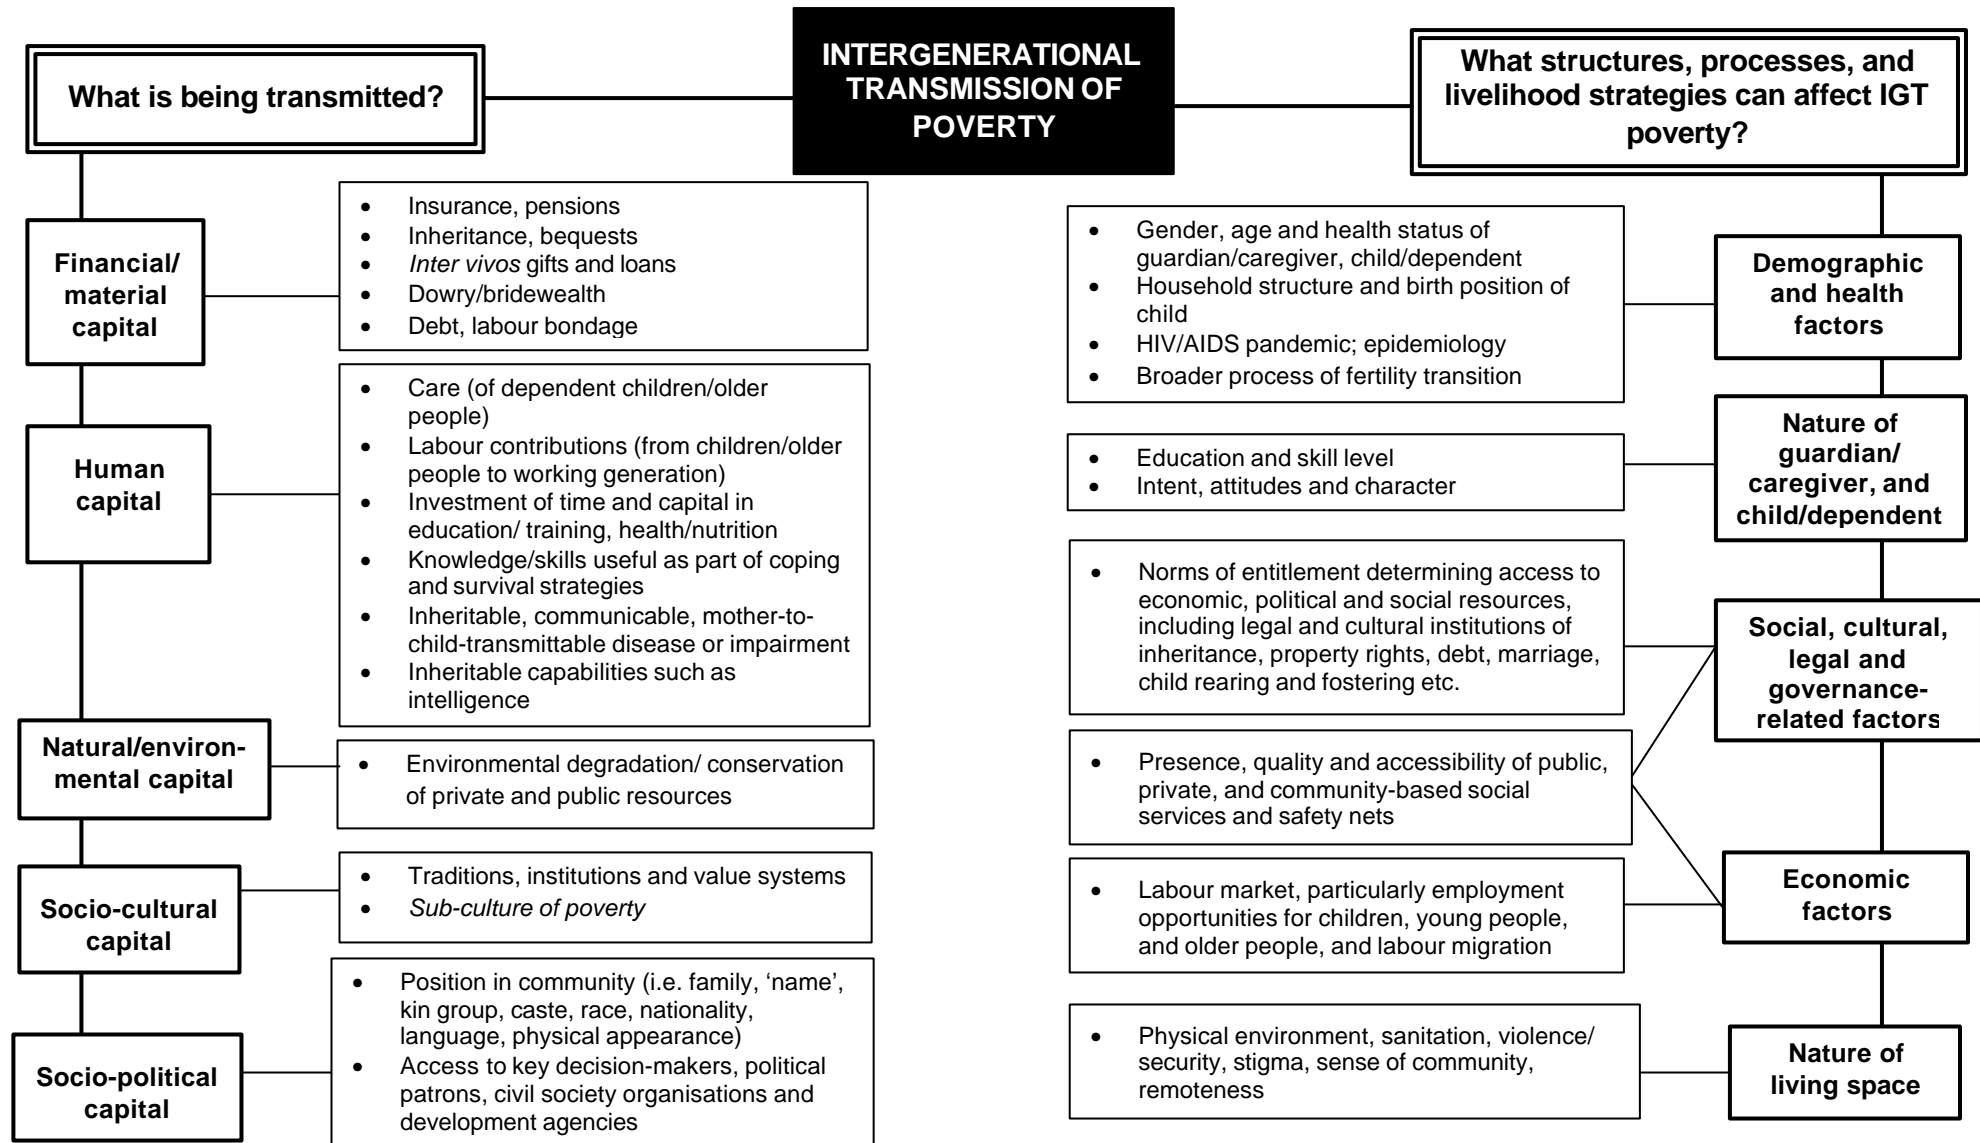 INTERGENERATIONAL
TRANSMISSION OF
POVERTY
What is being transmitted?
Financial/
material
capital
• Insurance, pensions
• Inheritance, bequests
• Inter vivos gifts and loans
• Dowry/bridewealth
• Debt, labour bondage
Human
capital
• Care (of dependent children/older
people)
• Labour contributions (from children/older
people to working generation)
• Investment of time and capital in
education/ training, health/nutrition
• Knowledge/skills useful as part of coping
and survival strategies
• Inheritable, communicable, mother-to-
child-transmittable disease or impairment
• Inheritable capabilities such as
intelligence
Natural/environ-
mental capital
• Environmental degradation/ conservation
of private and public resources
Socio-cultural
capital
• Traditions, institutions and value systems
• Sub-culture of poverty
Socio-political
capital
• Position in community (i.e. family, ‘name’,
kin group, caste, race, nationality,
language, physical appearance)
• Access to key decision-makers, political
patrons, civil society organisations and
development agencies
What structures, processes, and
livelihood strategies can affect IGT
poverty?
• Gender, age and health status of
guardian/caregiver, child/dependent
• Household structure and birth position of
child
• HIV/AIDS pandemic; epidemiology
• Broader process of fertility transition
Demographic
and health
factors
• Education and skill level
• Intent, attitudes and character
Nature of
guardian/
caregiver, and
child/dependent
• Norms of entitlement determining access to
economic, political and social resources,
including legal and cultural institutions of
inheritance, property rights, debt, marriage,
child rearing and fostering etc.
Social, cultural,
legal and
governance-
related factors
• Presence, quality and accessibility of public,
private, and community-based social
services and safety nets
• Labour market, particularly employment
opportunities for children, young people,
and older people, and labour migration
Economic
factors
• Physical environment, sanitation, violence/
security, stigma, sense of community,
remoteness
Nature of
living space